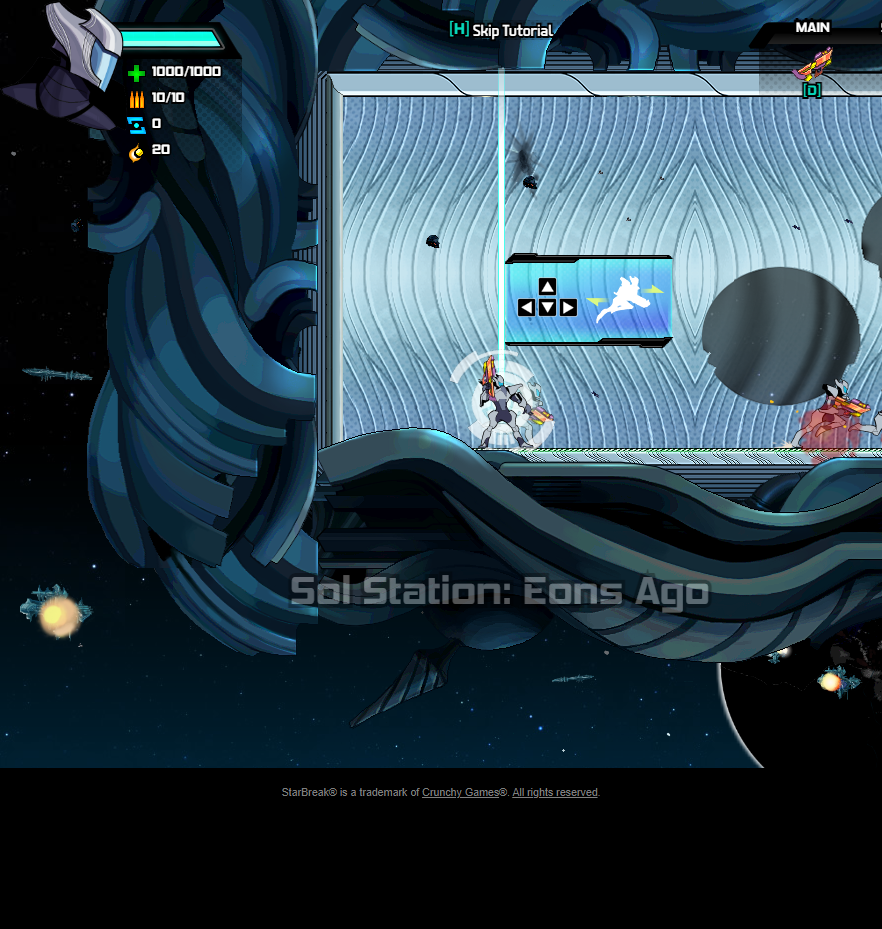 [H] Skip Tutorial
MAIN
1000/1000
[D]
10/10
0
20
Sol Station: Eons Ago
StarBreak® is a trademark of Crunchy Games®. All rights reserved.